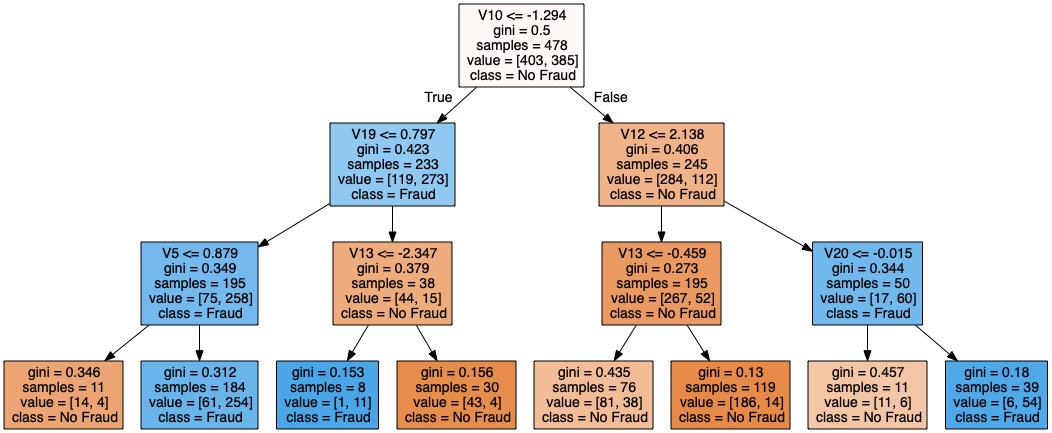 V10 <= -1.294
gini = 0.5
samples = 478
value = [403, 385]
class = No Fraud
True
False
V19 <= 0.797
gini = 0.423
samples = 233
value = [119, 273]
class = Fraud
V12 <= 2.138
gini = 0.406
samples = 245
value = [284, 112]
class = No Fraud
V5 <= 0.879
gini = 0.349
samples = 195
value = [75, 258]
class = Fraud
V13 <= -2.347
gini = 0.379
samples = 38
value = [44, 15]
class = No Fraud
V13 <= -0.459
gini = 0.273
samples = 195
value = [267, 52]
class = No Fraud
V20 <= -0.015
gini = 0.344
samples = 50
value = [17, 60]
class = Fraud
gini = 0.346
samples = 11
value = [14, 4]
class = No Fraud
gini = 0.312
samples = 184
value = [61, 254]
class = Fraud
gini = 0.153
samples = 8
value = [1, 11]
class = Fraud
gini = 0.156
samples = 30
value = [43, 4]
class = No Fraud
gini = 0.435
samples = 76
value = [81, 38]
class = No Fraud
gini = 0.13
samples = 119
value = [186, 14]
class = No Fraud
gini = 0.457
samples = 11
value = [11, 6]
class = No Fraud
gini = 0.18
samples = 39
value = [6, 54]
class = Fraud